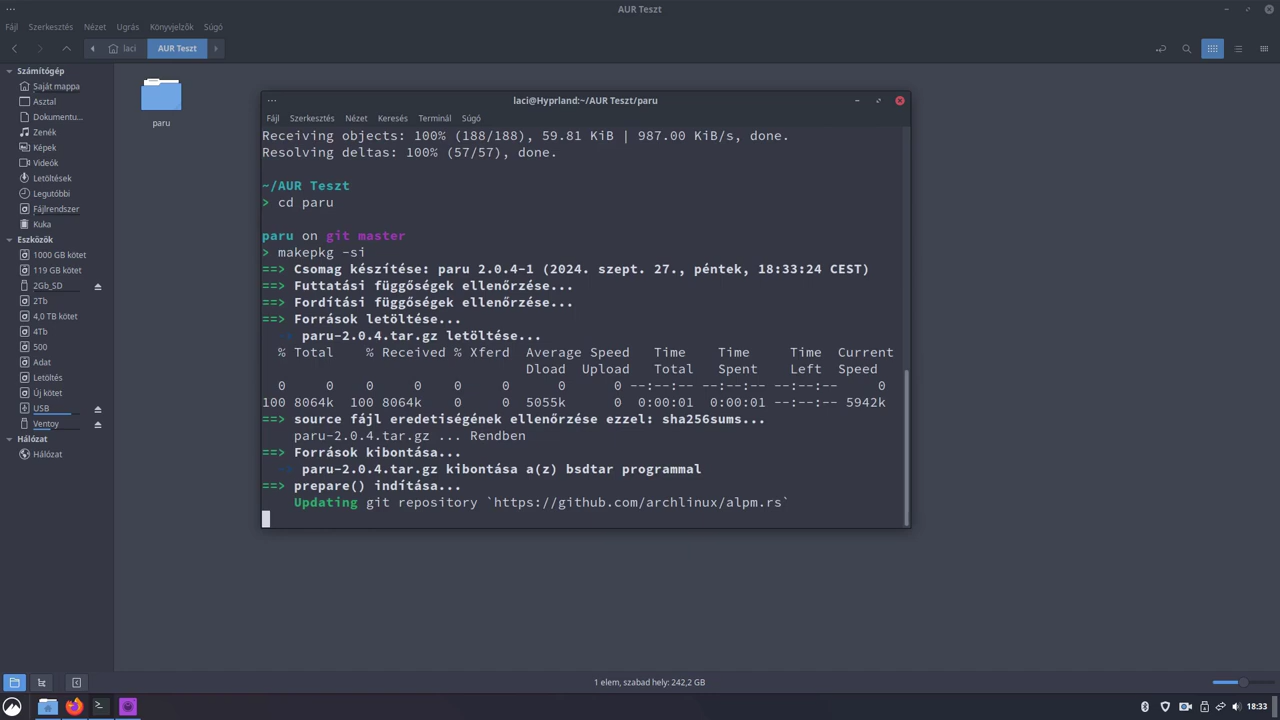 AUR Teszt
Fájl Szerkesztés Nézet Ugrás Könyvjelzők Súgó
laci AUR Teszt
Számítógép
Saját mappa
Asztal
Dokumentu...
Zenék
Képek
Videók
Letöltések
Legutóbbi
Fájlrendszer
Kuka
Eszközök
1000 GB kötet
119 GB kötet
2Gb_SD
2Tb
4,0 TB kötet
4Tb
500
Adat
Letöltés
Új kötet
USB
Ventoy
Hálózat
Hálózat
paru
laci@Hyprland:~/AUR Teszt/paru
Fájl Szerkesztés Nézet Keresés Terminál Súgó
Receiving objects: 100% (188/188), 59.81 KiB | 987.00 KiB/s, done.
Resolving deltas: 100% (57/57), done.
~/AUR Teszt
> cd paru
paru on git master
> makepkg -si
==> Csomag készítése: paru 2.0.4-1 (2024. szept. 27., péntek, 18:33:24 CEST)
==> Futtatási függőségek ellenőrzése...
==> Fordítási függőségek ellenőrzése...
==> Források letöltése...
-> paru-2.0.4.tar.gz letöltése...
% Total % Received % Xferd Average Speed Time Time Time Current
Dload Upload Total Spent Left Speed
0 0 0 0 0 0 0 0 --:--:-- --:--:-- --:--:-- 0
100 8064k 100 8064k 0 0 5055k 0 0:00:01 0:00:01 --:--:-- 5942k
==> source fájl eredetiségének ellenőrzése ezzel: sha256sums...
paru-2.0.4.tar.gz ... Rendben
==> Források kibontása...
-> paru-2.0.4.tar.gz kibontása a(z) bsdtar programmal
==> prepare() indítása...
Updating git repository `https://github.com/archlinux/alpm.rs`
1 elem, szabad hely: 242,2 GB
18:33